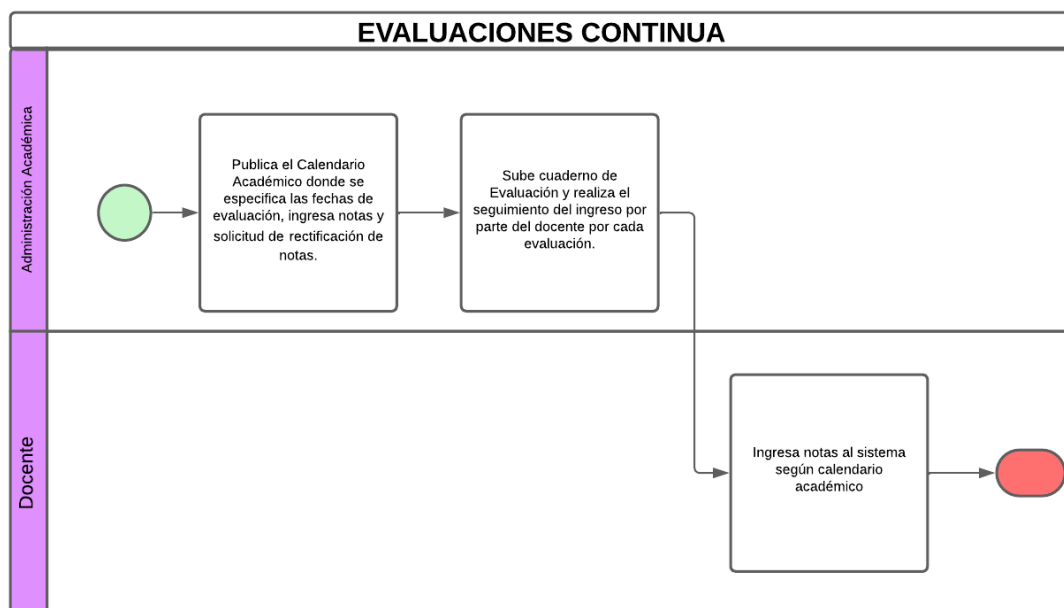 EVALUACIONES CONTINUA
Administración Académica
Publica el Calendario
Académico donde se
especifica las fechas de
evaluación, ingresa notas y
solicitud de rectificación de
notas.
Sube cuaderno de
Evaluación y realiza el
seguimiento del ingreso por
parte del docente por cada
evaluación.
Docente
Ingresa notas al sistema
según calendario
académico